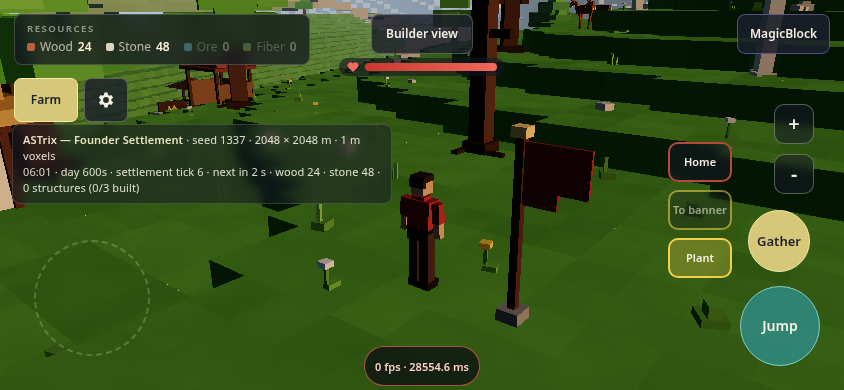 RESOURCES
Wood 24 Stone 48 Ore 0 Fiber 0
Builder view
MagicBlock
Farm
ASTrix — Founder Settlement · seed 1337 · 2048 × 2048 m · 1 m
voxels
06:01 · day 600s · settlement tick 6 · next in 2 s · wood 24 · stone 48 ·
0 structures (0/3 built)
+
-
Home
To banner
Plant
Gather
Jump
0 fps · 28554.6 ms